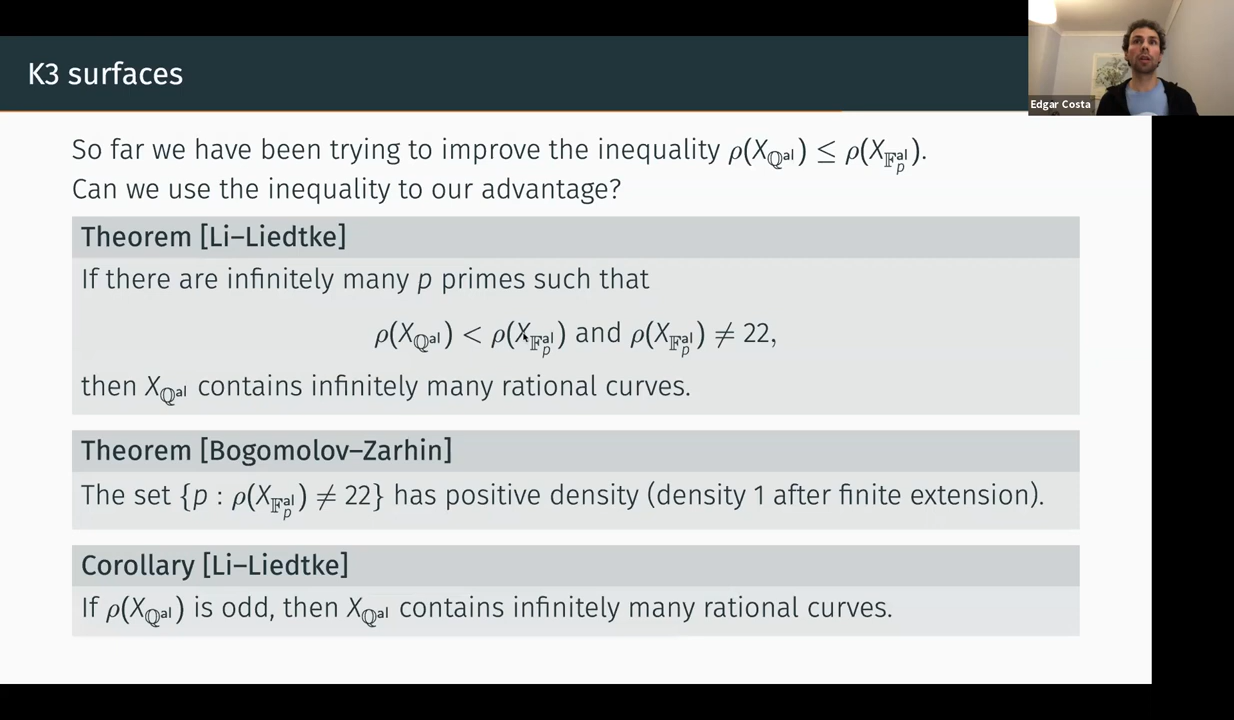 K3 surfaces
Edgar Costa
So far we have been trying to improve the inequality ρ(X_{ℚ^al}) ≤ ρ(X_{𝔽_p^al}).
Can we use the inequality to our advantage?
Theorem [Li–Liedtke]
If there are infinitely many p primes such that
ρ(X_{ℚ^al}) < ρ(X_{𝔽_p^al}) and ρ(X_{𝔽_p^al}) ≠ 22,
then X_{ℚ^al} contains infinitely many rational curves.
Theorem [Bogomolov–Zarhin]
The set {p : ρ(X_{𝔽_p^al}) ≠ 22} has positive density (density 1 after finite extension).
Corollary [Li–Liedtke]
If ρ(X_{ℚ^al}) is odd, then X_{ℚ^al} contains infinitely many rational curves.